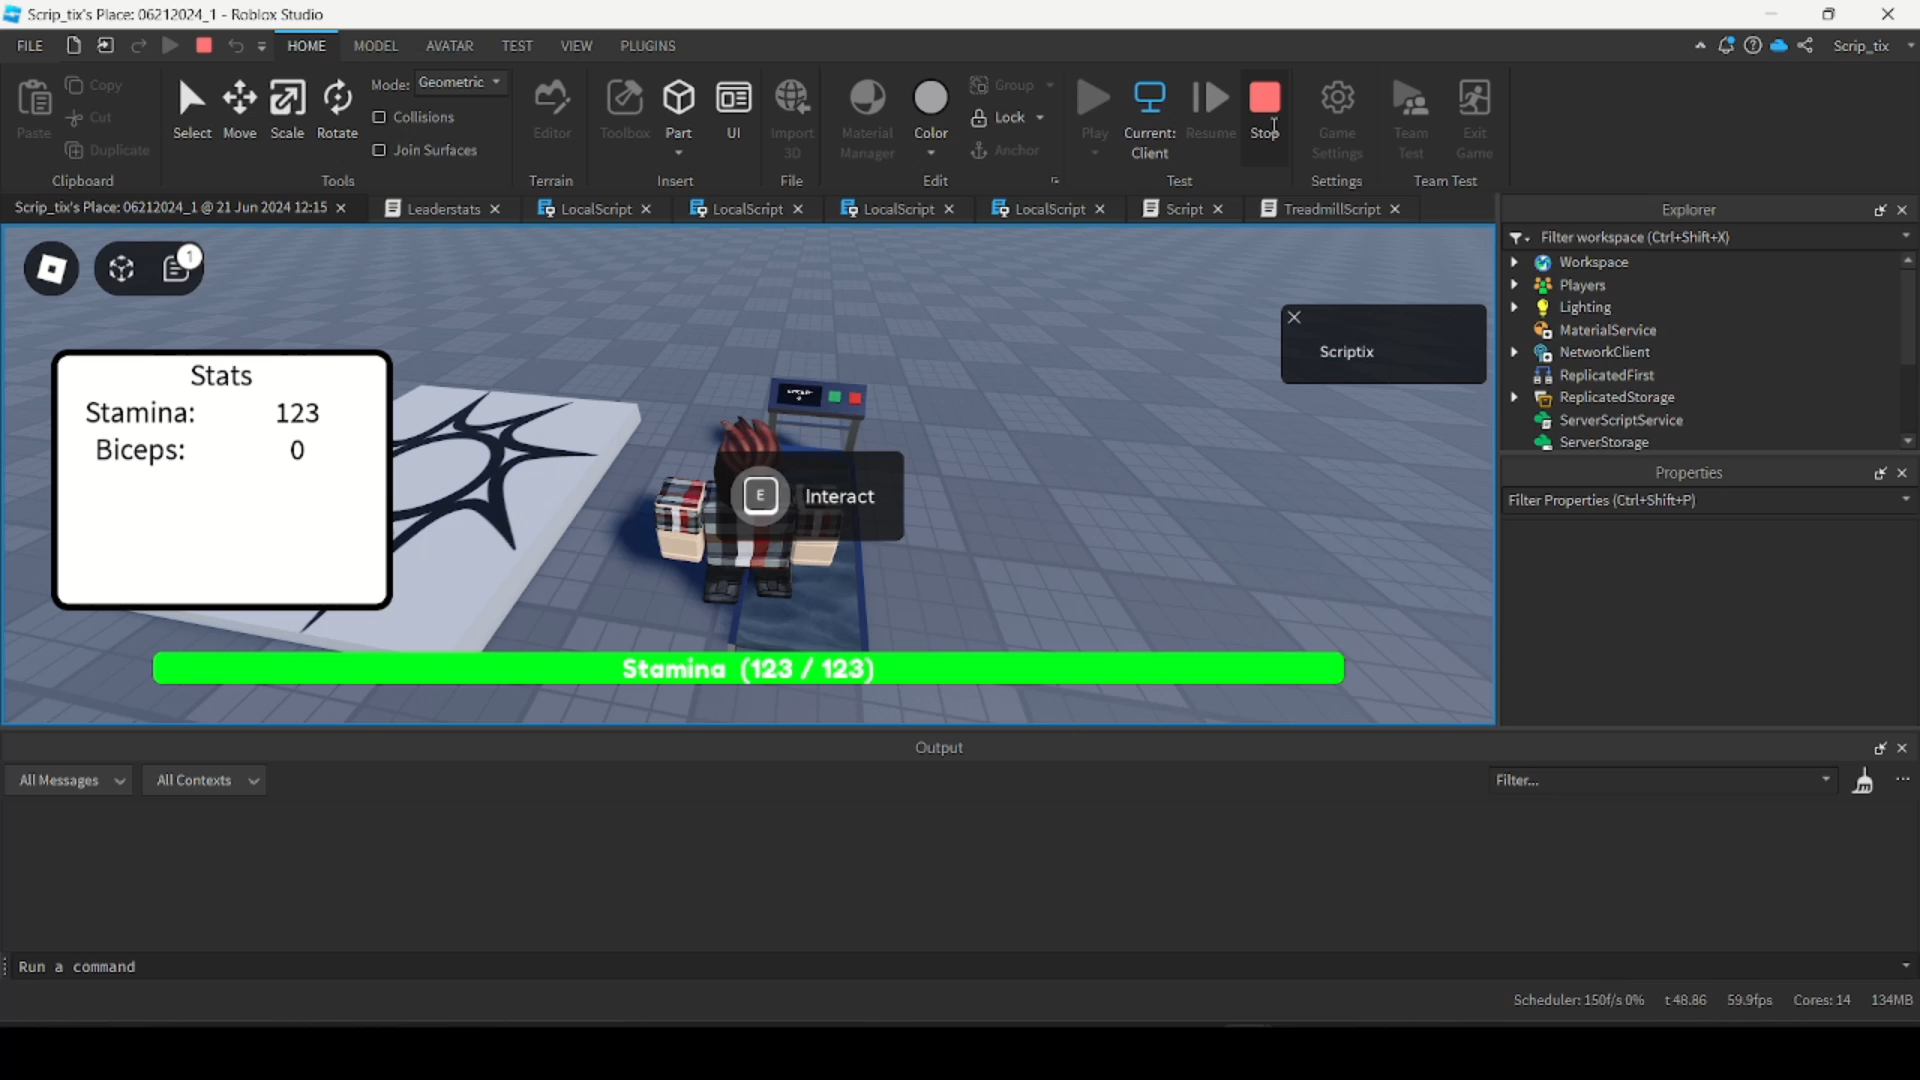 Scrip_tix's Place: 06212024_1 - Roblox Studio
FILE HOME MODEL AVATAR TEST VIEW PLUGINS Scrip_tix
Paste Copy Cut Duplicate
Clipboard
Select Move Scale Rotate
Mode: Geometric
Collisions
Join Surfaces
Tools
Editor
Terrain
Toolbox Part UI
Insert
Import 3D
File
Material Manager
Color
Group
Lock
Anchor
Edit
Play Current: Client Resume Stop
Test
Game Settings
Settings
Team Test Exit Game
Team Test
Scrip_tix's Place: 06212024_1 @ 21 Jun 2024 12:15 Leaderstats LocalScript LocalScript LocalScript LocalScript Script TreadmillScript
1
Stats
Stamina: 123
Biceps: 0
E Interact
Scriptix
Stamina (123 / 123)
Explorer
Filter workspace (Ctrl+Shift+X)
Workspace
Players
Lighting
MaterialService
NetworkClient
ReplicatedFirst
ReplicatedStorage
ServerScriptService
ServerStorage
Properties
Filter Properties (Ctrl+Shift+P)
Output
All Messages All Contexts Filter... ...
Run a command
Scheduler: 150f/s 0% t:48.86 59.9fps Cores: 14 134MB